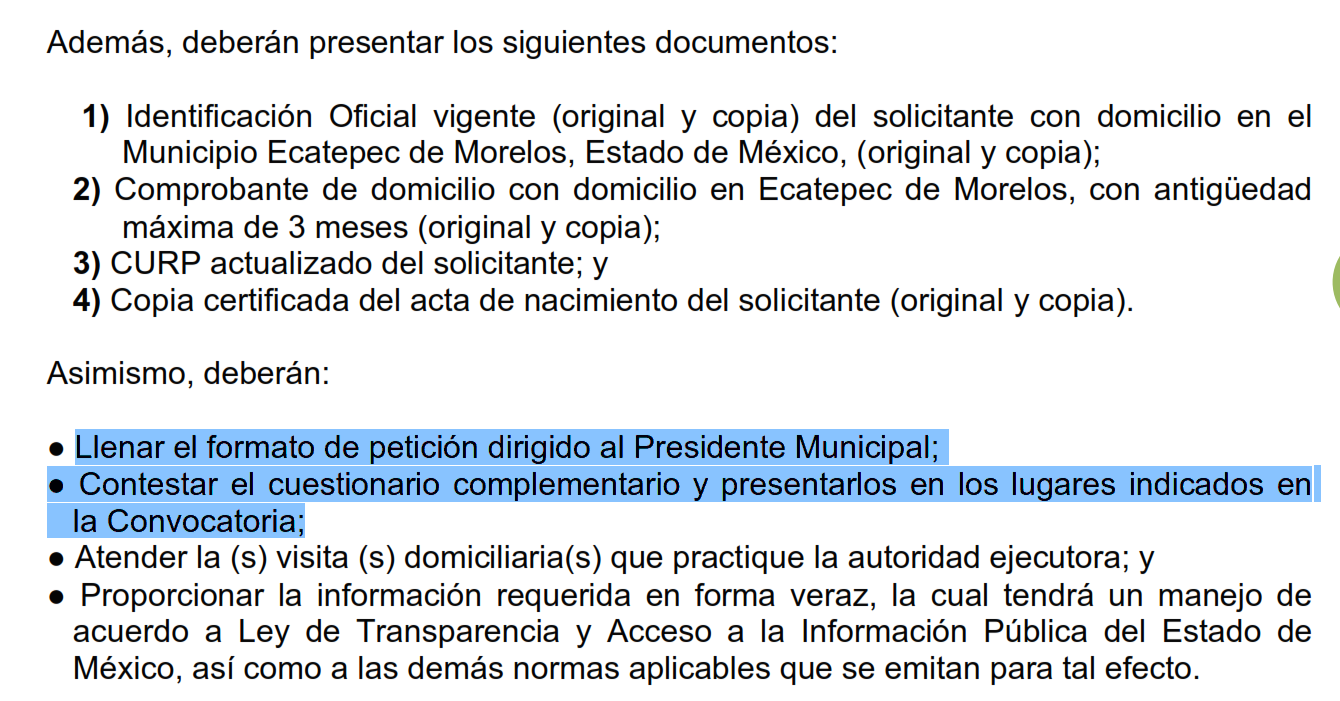 Además, deberán presentar los siguientes documentos:
1) Identificación Oficial vigente (original y copia) del solicitante con domicilio en el
Municipio Ecatepec de Morelos, Estado de México, (original y copia);
2) Comprobante de domicilio con domicilio en Ecatepec de Morelos, con antigüedad
máxima de 3 meses (original y copia);
3) CURP actualizado del solicitante; y
4) Copia certificada del acta de nacimiento del solicitante (original y copia).
Asimismo, deberán:
● Llenar el formato de petición dirigido al Presidente Municipal;
● Contestar el cuestionario complementario y presentarlos en los lugares indicados en
la Convocatoria;
● Atender la (s) visita (s) domiciliaria(s) que practique la autoridad ejecutora; y
● Proporcionar la información requerida en forma veraz, la cual tendrá un manejo de
acuerdo a Ley de Transparencia y Acceso a la Información Pública del Estado de
México, así como a las demás normas aplicables que se emitan para tal efecto.